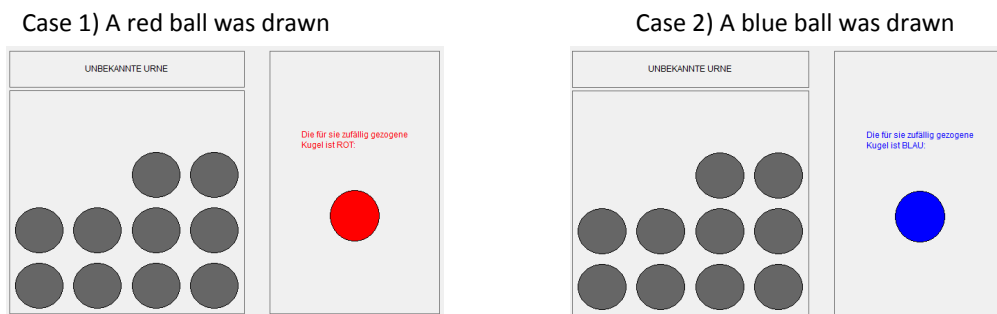 Case 1) A red ball was drawn
Case 2) A blue ball was drawn
UNBEKANNTE URNE
Die für sie zufällig gezogene
Kugel ist ROT:
UNBEKANNTE URNE
Die für sie zufällig gezogene
Kugel ist BLAU: